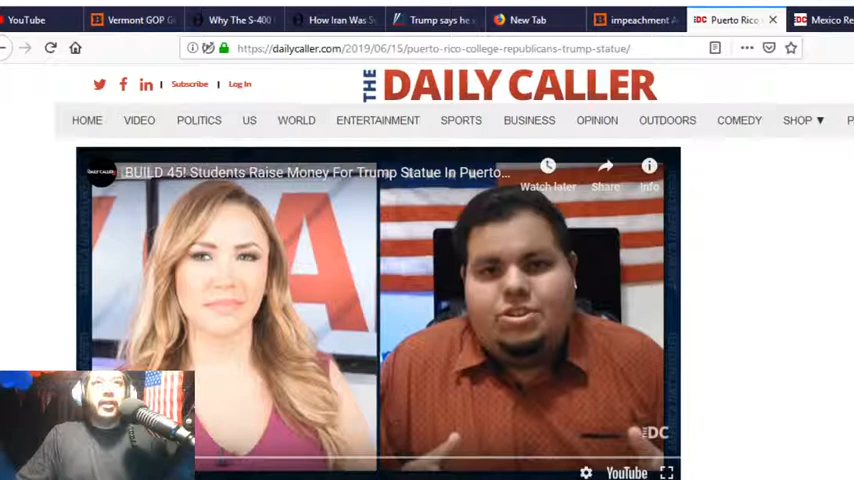 YouTube
Vermont GOP G
Why The S-400
How Iran Was S
Trump says he
New Tab
impeachment
Puerto Rico
Mexico Re
https://dailycaller.com/2019/06/15/puerto-rico-college-republicans-trump-statue/
Subscribe
Log In
THE DAILY CALLER
HOME VIDEO POLITICS US WORLD ENTERTAINMENT SPORTS BUSINESS OPINION OUTDOORS COMEDY SHOP
BUILD 45! Students Raise Money For Trump Statue In Puerto...
Watch later
Share
Info
THE DC
YouTube